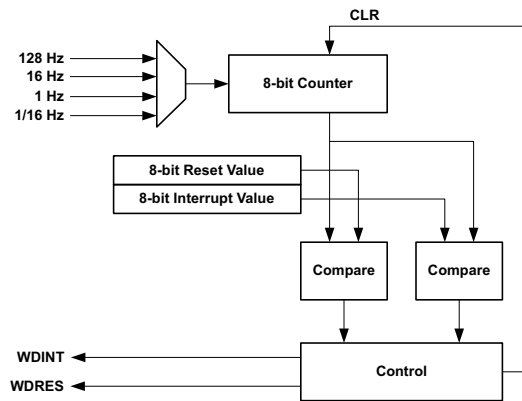 CLR
128 Hz
16 Hz
1 Hz
1/16 Hz
8-bit Counter
8-bit Reset Value
8-bit Interrupt Value
Compare
Compare
WDINT
WDRES
Control